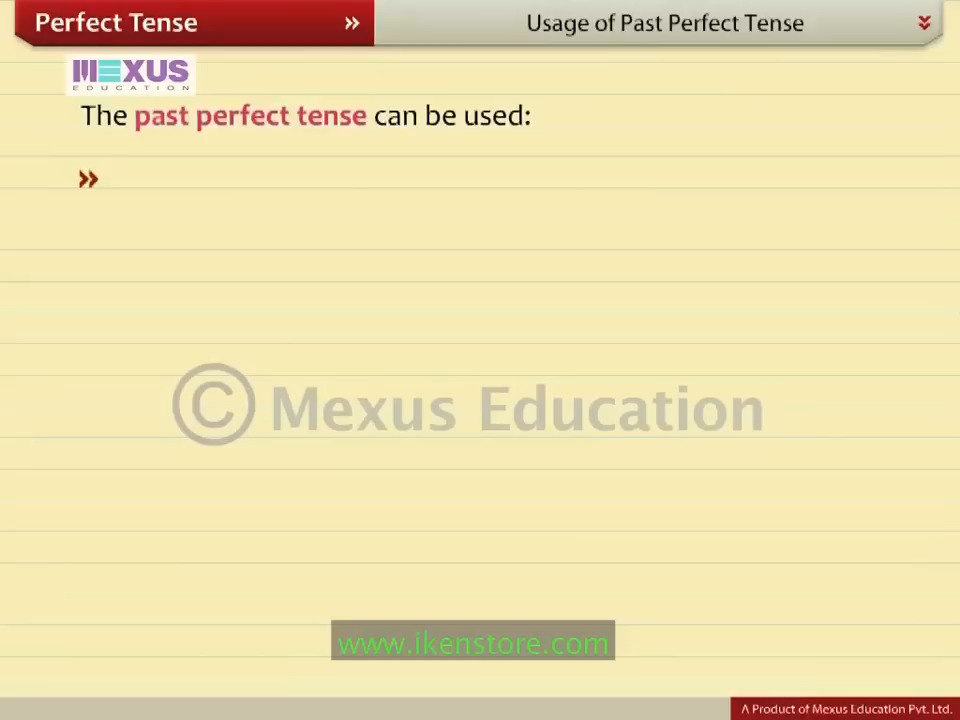 Perfect Tense »
Usage of Past Perfect Tense
MEXUS
EDUCATION
The past perfect tense can be used:
»
© Mexus Education
www.ikenstore.com
A Product of Mexus Education Pvt. Ltd.